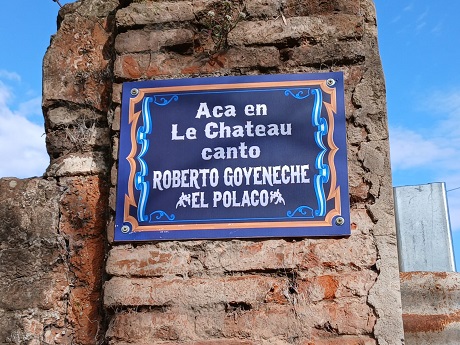 Aca en
Le Chateau
canto
ROBERTO GOYENECHE
EL POLACO